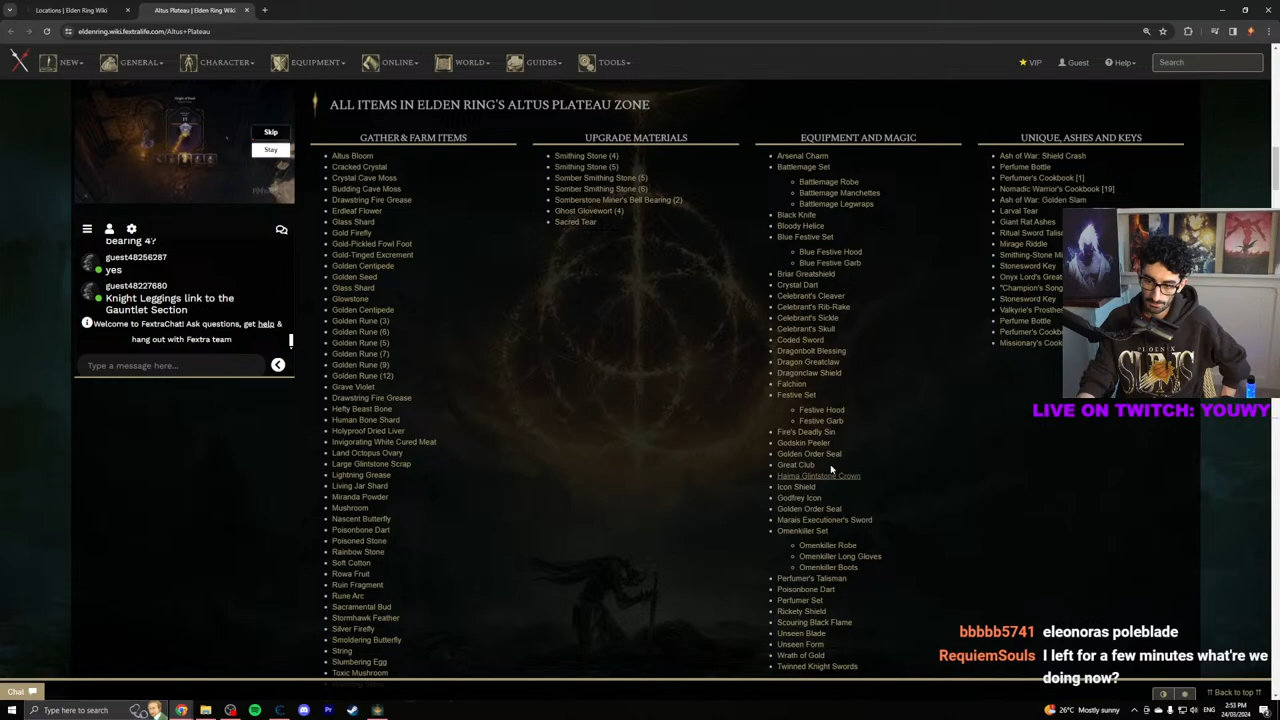 Locations | Elden Ring Wiki
Altus Plateau | Elden Ring Wiki
eldenring.wiki.fextralife.com/Altus+Plateau
NEW
GENERAL
CHARACTER
EQUIPMENT
ONLINE
WORLD
GUIDES
TOOLS
VIP
Guest
Help
Search
Skip
Stay
bearing 4?
guest48256287
yes
guest48227680
Knight Leggings link to the
Gauntlet Section
Welcome to FextraChat! Ask questions, get help &
hang out with Fextra team
Type a message here...
ALL ITEMS IN ELDEN RING'S ALTUS PLATEAU ZONE
GATHER & FARM ITEMS
Altus Bloom
Cracked Crystal
Crystal Cave Moss
Budding Cave Moss
Drawstring Fire Grease
Erdleaf Flower
Glass Shard
Gold Firefly
Gold-Pickled Fowl Foot
Gold-Tinged Excrement
Golden Centipede
Golden Seed
Glass Shard
Glowstone
Golden Centipede
Golden Rune (3)
Golden Rune (6)
Golden Rune (5)
Golden Rune (7)
Golden Rune (9)
Golden Rune (12)
Grave Violet
Drawstring Fire Grease
Hefty Beast Bone
Human Bone Shard
Holyproof Dried Liver
Invigorating White Cured Meat
Land Octopus Ovary
Large Glintstone Scrap
Lightning Grease
Living Jar Shard
Miranda Powder
Mushroom
Nascent Butterfly
Poisonbone Dart
Poisoned Stone
Rainbow Stone
Soft Cotton
Rowa Fruit
Ruin Fragment
Rune Arc
Sacramental Bud
Stormhawk Feather
Silver Firefly
Smoldering Butterfly
String
Slumbering Egg
Toxic Mushroom
UPGRADE MATERIALS
Smithing Stone (4)
Smithing Stone (5)
Somber Smithing Stone (5)
Somber Smithing Stone (6)
Somberstone Miner's Bell Bearing (2)
Ghost Glovewort (4)
Sacred Tear
EQUIPMENT AND MAGIC
Arsenal Charm
Battlemage Set
Battlemage Robe
Battlemage Manchettes
Battlemage Legwraps
Black Knife
Bloody Helice
Blue Festive Set
Blue Festive Hood
Blue Festive Garb
Briar Greatshield
Crystal Dart
Celebrant's Cleaver
Celebrant's Rib-Rake
Celebrant's Sickle
Celebrant's Skull
Coded Sword
Dragonbolt Blessing
Dragon Greatclaw
Dragonclaw Shield
Falchion
Festive Set
Festive Hood
Festive Garb
Fire's Deadly Sin
Godskin Peeler
Golden Order Seal
Great Club
Haima Glintstone Crown
Icon Shield
Godfrey Icon
Golden Order Seal
Marais Executioner's Sword
Omenkiller Set
Omenkiller Robe
Omenkiller Long Gloves
Omenkiller Boots
Perfumer's Talisman
Poisonbone Dart
Perfumer Set
Rickety Shield
Scouring Black Flame
Unseen Blade
Unseen Form
Wrath of Gold
Twinned Knight Swords
UNIQUE, ASHES AND KEYS
Ash of War: Shield Crash
Perfume Bottle
Perfumer's Cookbook [1]
Nomadic Warrior's Cookbook [19]
Ash of War: Golden Slam
Larval Tear
Giant Rat Ashes
Ritual Sword
Mirage Riddle
Smithing-Stone
Stonesword Key
Onyx Lord's
"Champion's Song
Stonesword Key
Valkyrie's
Perfume Bottle
Perfumer's
Missionary's
LIVE ON TWITCH: YOUWY
bbbbb5741 eleonoras poleblade
RequiemSouls I left for a few minutes what're we
doing now?
Chat
Back to top
Type here to search
26°C Mostly sunny
ENG
2:53 PM
24/03/2024